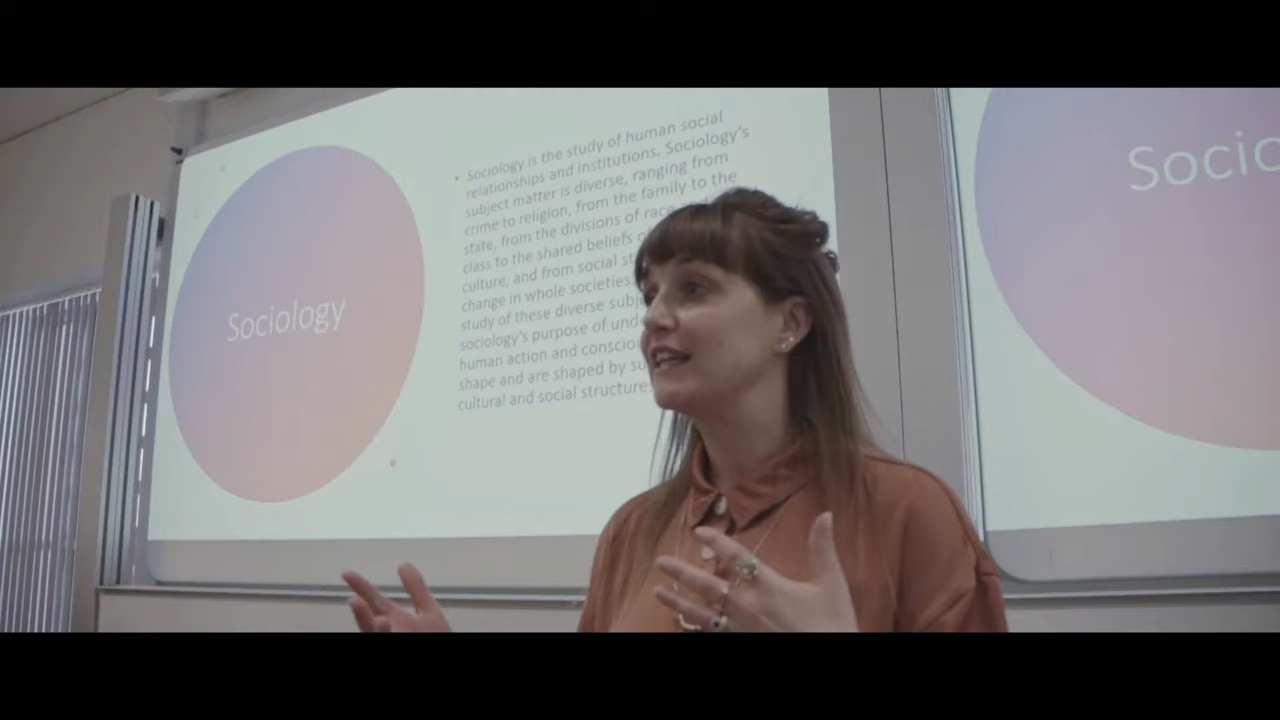 Sociology
• Sociology is the study of human social
relationships and institutions. Sociology's
subject matter is diverse, ranging from
crime to religion, from the family to the
state, from the divisions of race
class to the shared beliefs
culture, and from social
change in whole societies
study of these diverse
sociology's purpose of
human action and
shape and are shaped by
cultural and social
Socio